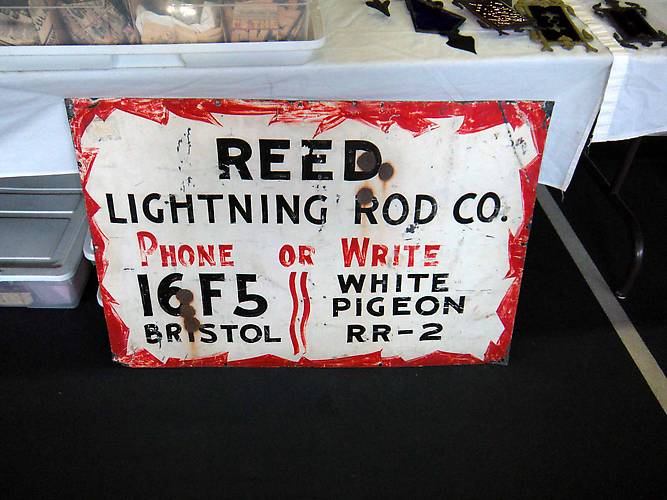 REED
LIGHTNING ROD CO.
PHONE OR WRITE
16F5
BRISTOL
WHITE
PIGEON
RR-2